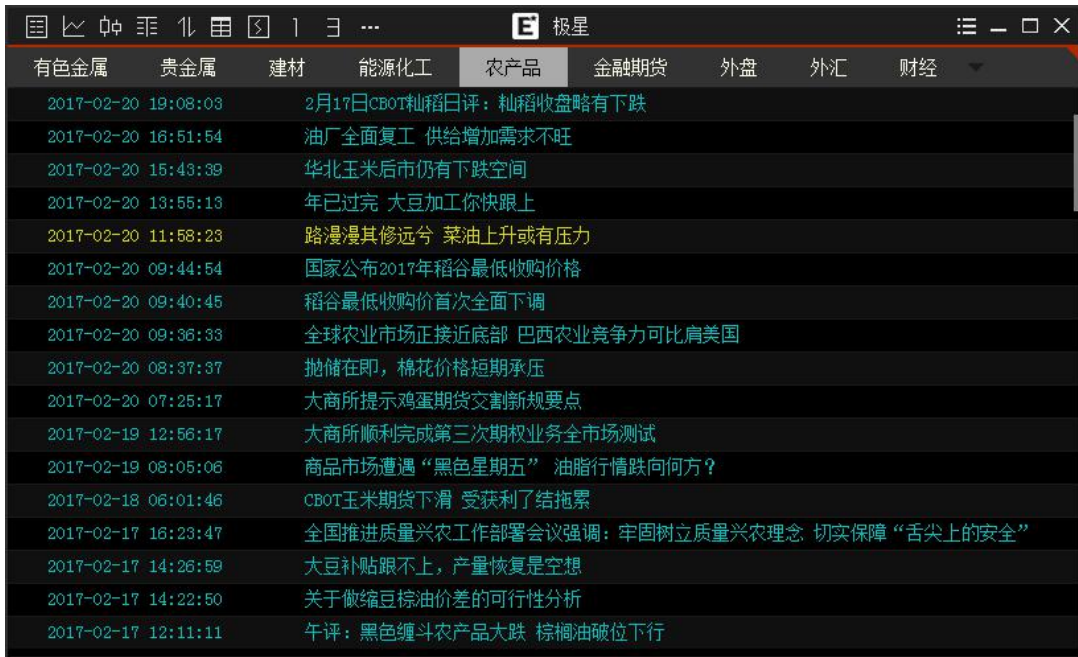 极星
有色金属 贵金属 建材 能源化工 农产品 金融期货 外盘 外汇 财经
2017-02-20 19:08:03 2月17日CBOT籼稻日评：籼稻收盘略有下跌
2017-02-20 16:51:54 油厂全面复工 供给增加需求不旺
2017-02-20 15:43:39 华北玉米后市仍有下跌空间
2017-02-20 13:55:13 年已过完 大豆加工你快跟上
2017-02-20 11:58:23 路漫漫其修远兮 菜油上升或有压力
2017-02-20 09:44:54 国家公布2017年稻谷最低收购价格
2017-02-20 09:40:45 稻谷最低收购价首次全面下调
2017-02-20 09:36:33 全球农业市场正接近底部 巴西农业竞争力可比肩美国
2017-02-20 08:37:37 抛储在即，棉花价格短期承压
2017-02-20 07:25:17 大商所提示鸡蛋期货交割新规要点
2017-02-19 12:56:17 大商所顺利完成第三次期权业务全市场测试
2017-02-19 08:05:06 商品市场遭遇“黑色星期五” 油脂行情跌向何方？
2017-02-18 06:01:46 CBOT玉米期货下滑 受获利了结拖累
2017-02-17 16:23:47 全国推进质量兴农工作部署会议强调：牢固树立质量兴农理念 切实保障“舌尖上的安全”
2017-02-17 14:26:59 大豆补贴跟不上，产量恢复是空想
2017-02-17 14:22:50 关于做缩豆棕油价差的可行性分析
2017-02-17 12:11:11 午评：黑色缠斗农产品大跌 棕榈油破位下行